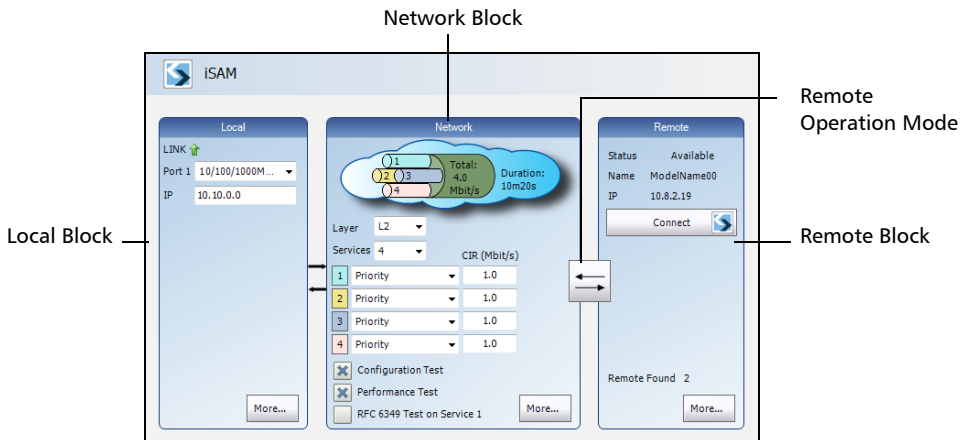 Network Block
iSAM
Remote
Operation Mode
Local
LINK
Port 1 10/100/1000M...
IP 10.10.0.0
Network
1
2 3
4
Total:
4.0
Mbit/s
Duration:
10m20s
Layer L2
Services 4
CIR (Mbit/s)
1 Priority 1.0
2 Priority 1.0
3 Priority 1.0
4 Priority 1.0
Configuration Test
Performance Test
RFC 6349 Test on Service 1
More...
More...
Remote
Status Available
Name ModelName00
IP 10.8.2.19
Connect
Remote Found 2
More...
Local Block
Remote Block